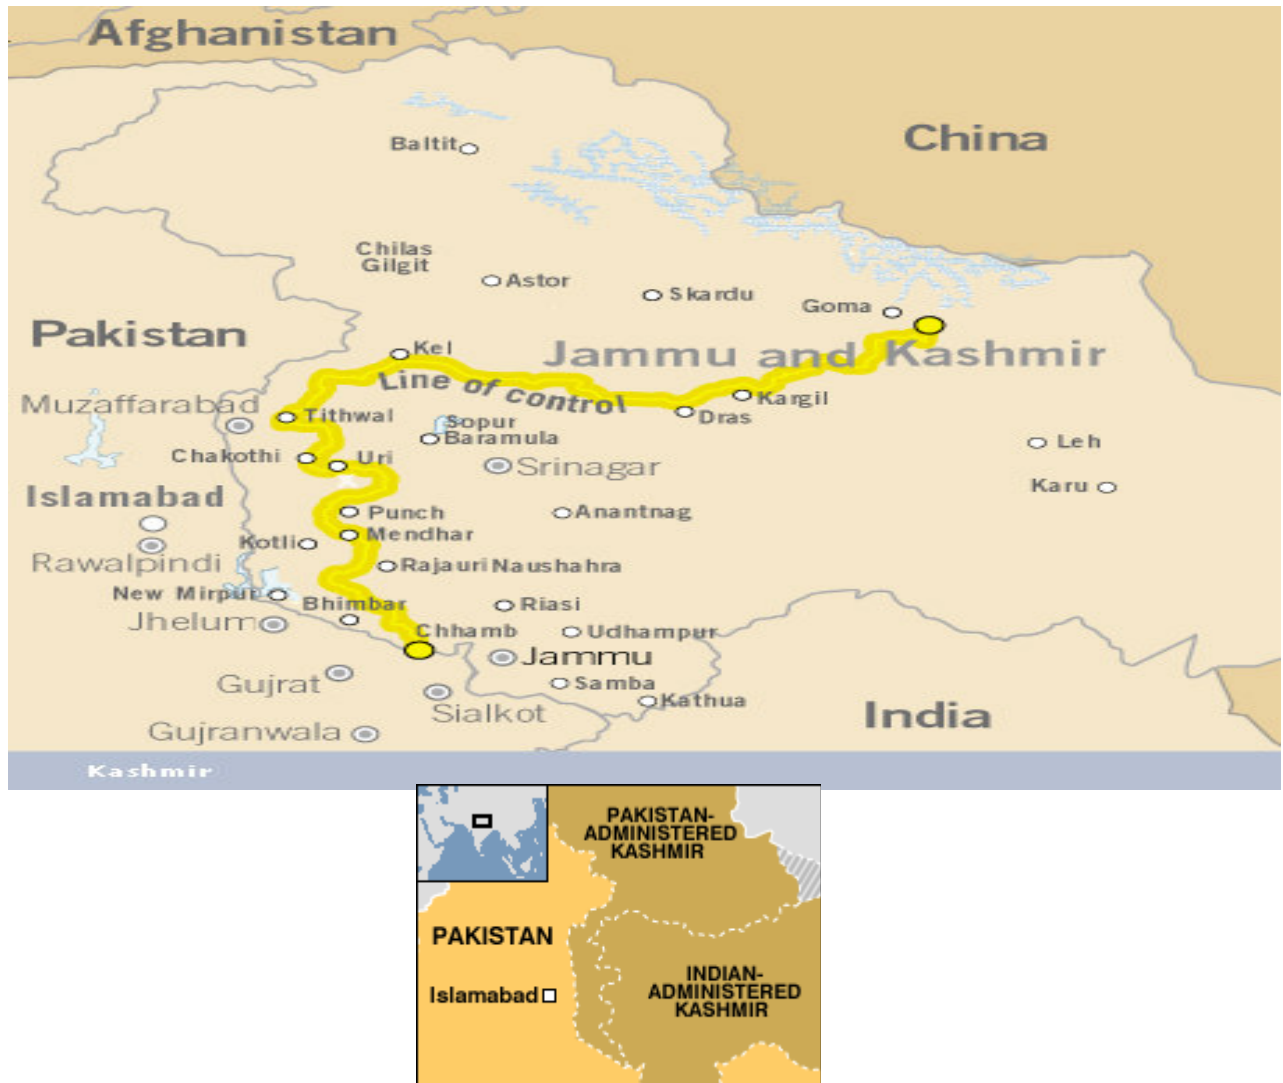 Afghanistan
China
Baltit
Chilas
Gilgit
Astor
Skardu
Goma
Pakistan
Kel
Jammu and Kashmir
Line of control
Kargil
Muzaffarabad
Tithwal
Dras
Sopur
Baramula
Leh
Chakothi
Uri
Srinagar
Karu
Islamabad
Punch
Anantnag
Mendhar
Kotli
Rawalpindi
Rajauri Naushahra
New Mirpur
Bhimbar
Riasi
Jhelum
Chhamb
Udhampur
Jammu
Gujrat
Samba
Kathua
Sialkot
India
Gujranwala
Kashmir
PAKISTAN-
ADMINISTERED
KASHMIR
PAKISTAN
INDIAN-
ADMINISTERED
KASHMIR
Islamabad